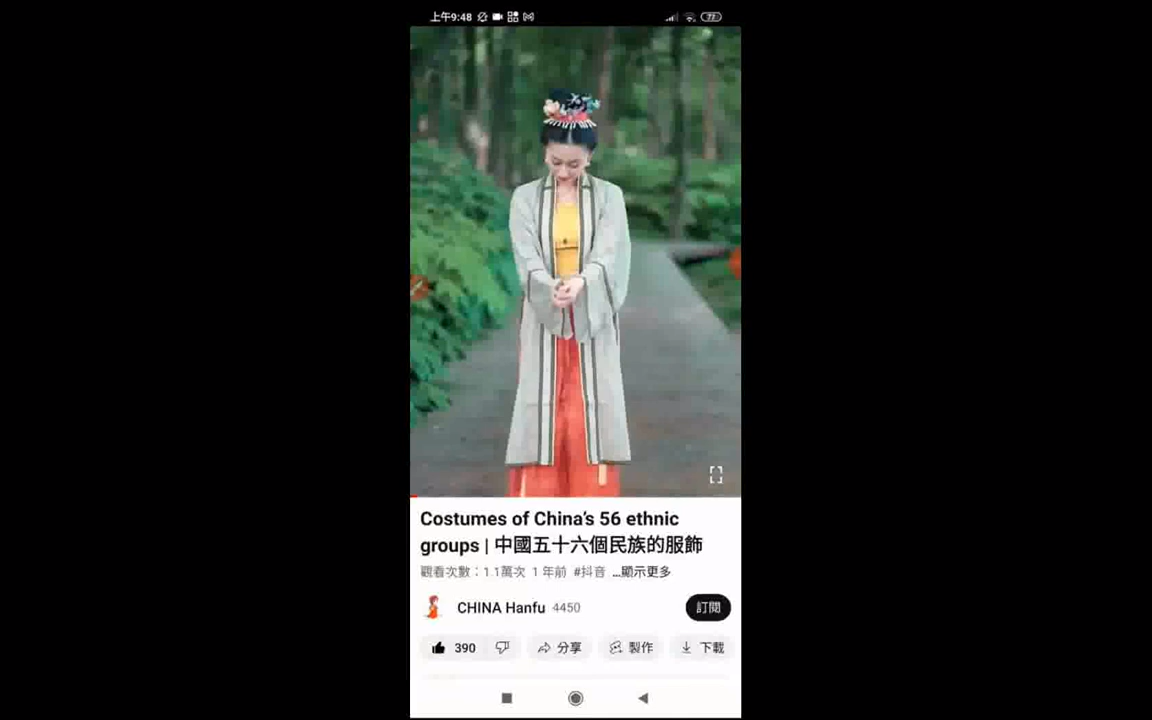 上午9:48
77
Costumes of China's 56 ethnic
groups | 中國五十六個民族的服飾
觀看次數：1.1萬次 1 年前 #抖音 ...顯示更多
CHINA Hanfu 4450
訂閱
390 分享 製作 下載